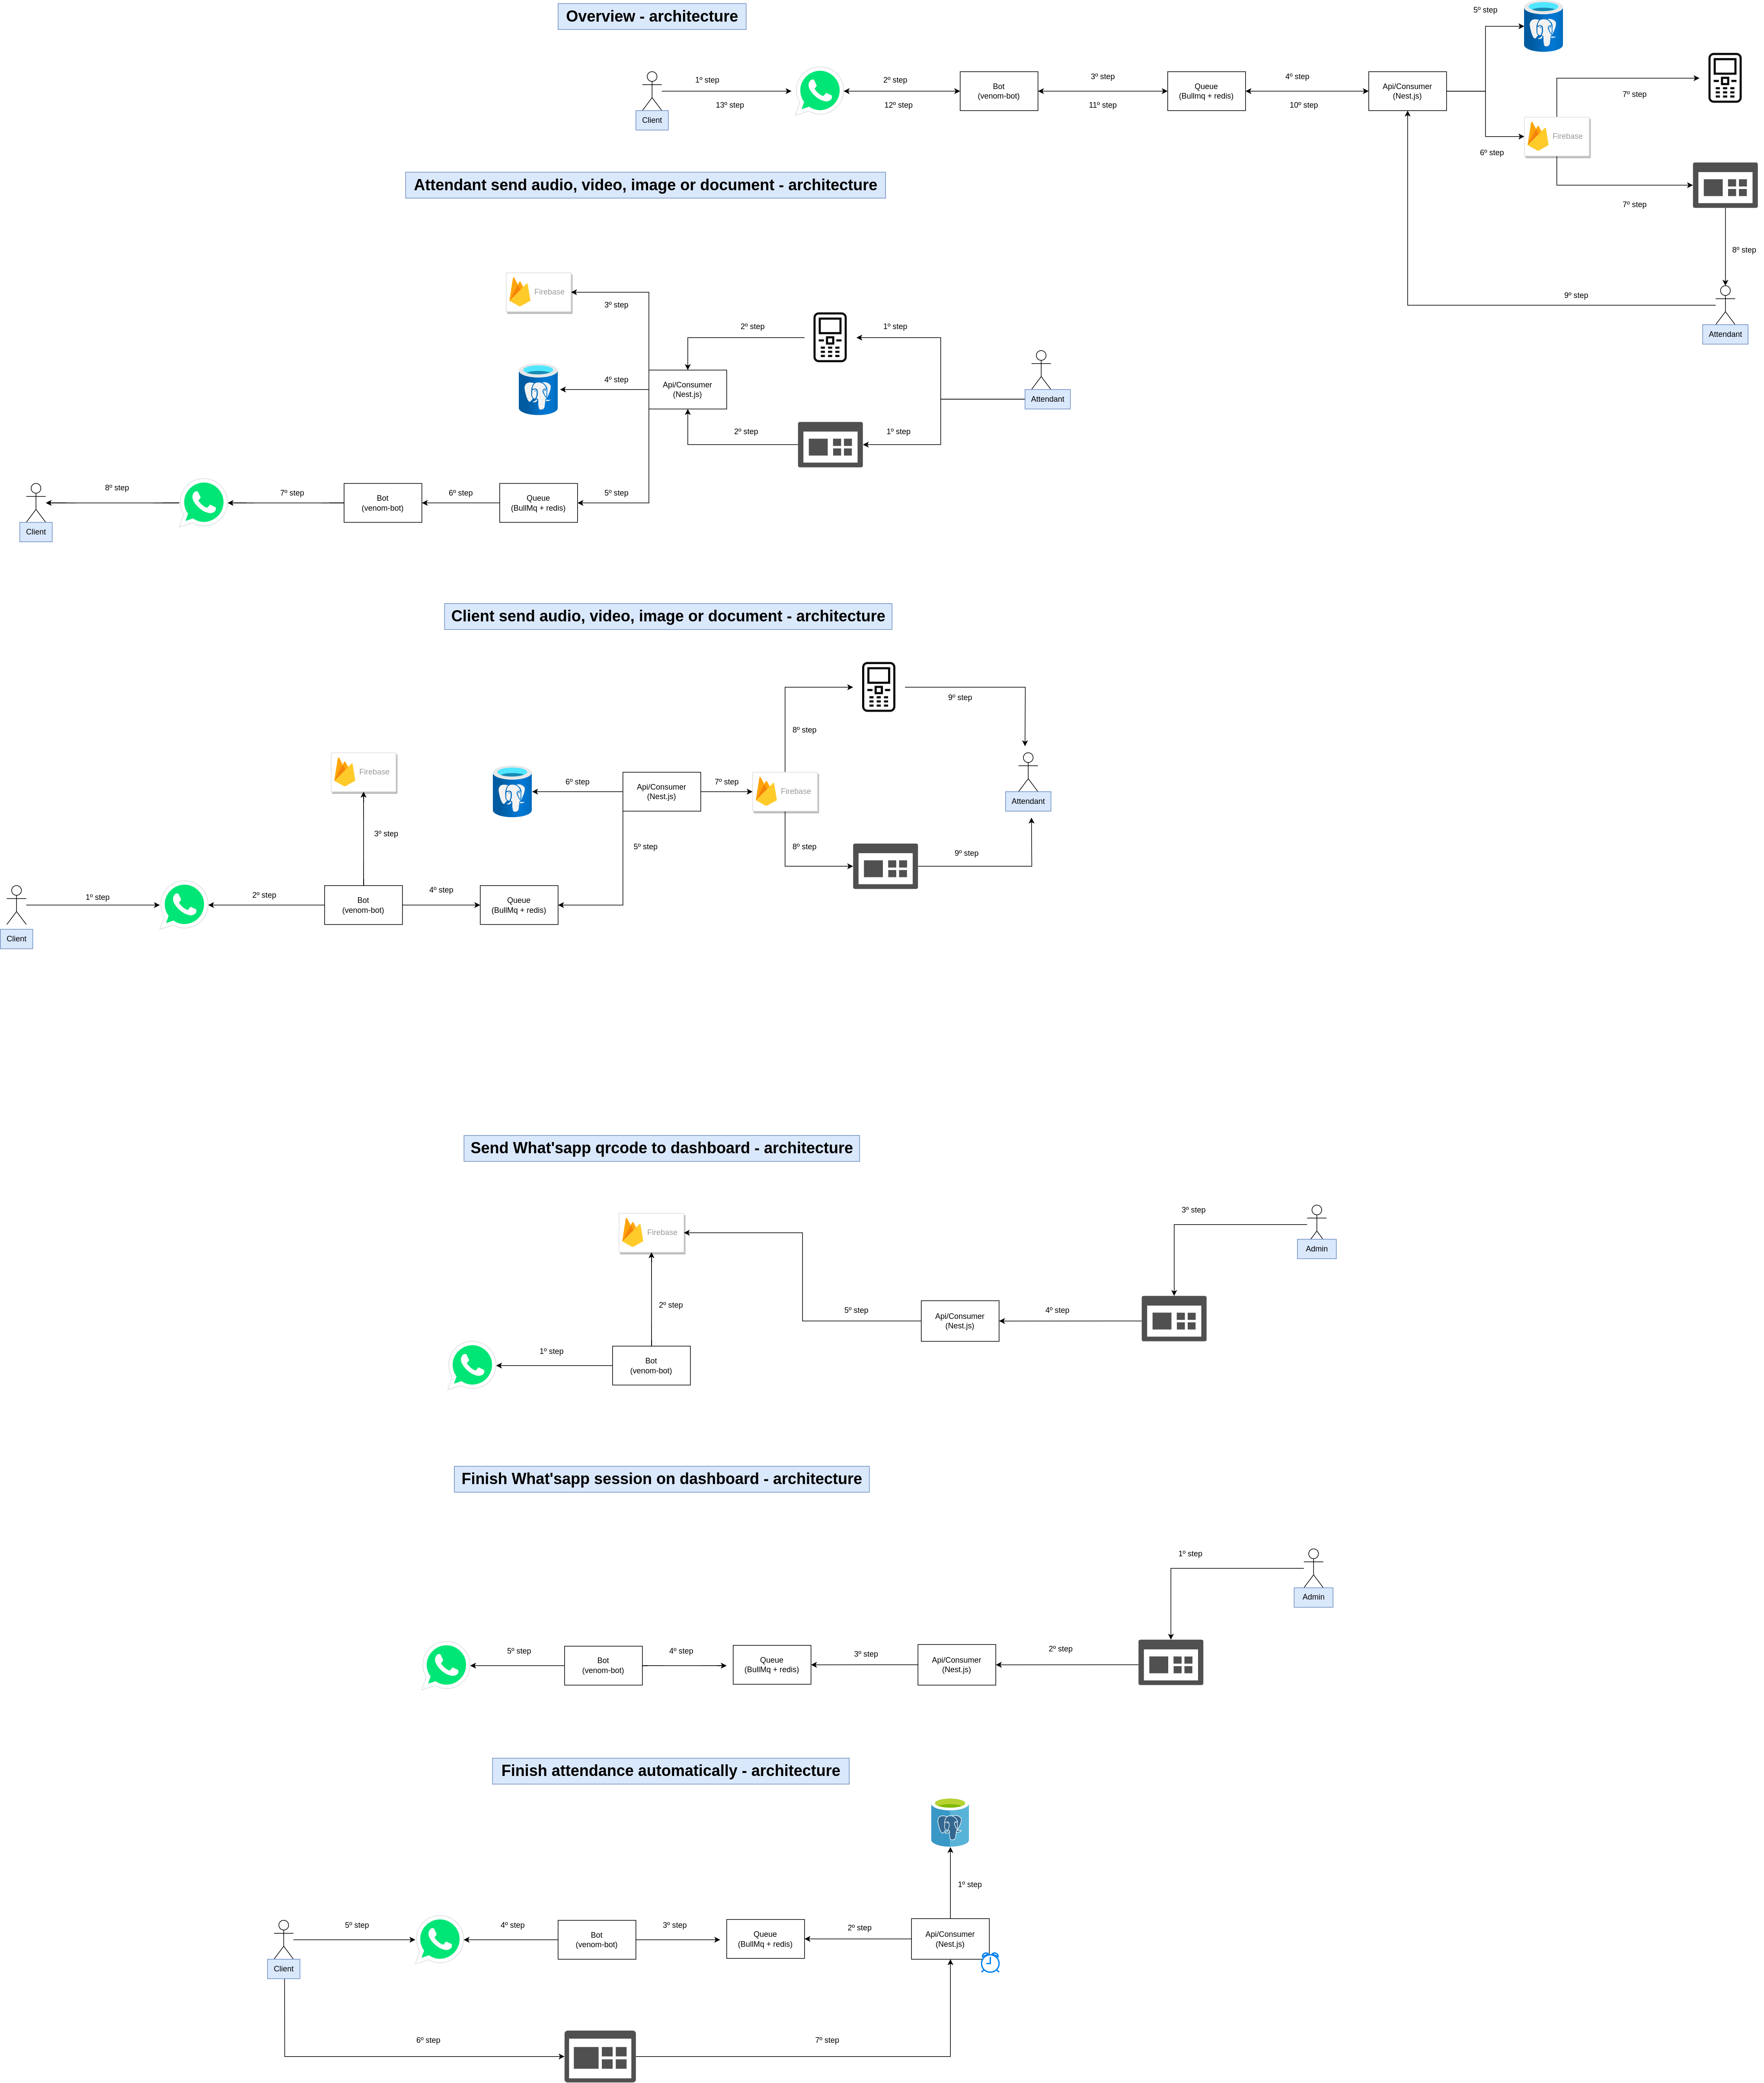 Overview - architecture
5º step
1º step
2º step
3º step
4º step
Bot
(venom-bot)
Queue
(Bullmq + redis)
Api/Consumer
(Nest.js)
7º step
13º step
12º step
11º step
10º step
Client
Firebase
6º step
Attendant send audio, video, image or document - architecture
7º step
8º step
9º step
Attendant
Firebase
3º step
2º step
1º step
4º step
Api/Consumer
(Nest.js)
Attendant
2º step
1º step
8º step
7º step
6º step
5º step
Bot
(venom-bot)
Queue
(BullMq + redis)
Client
Client send audio, video, image or document - architecture
9º step
8º step
Firebase
6º step
Api/Consumer
(Nest.js)
7º step
Firebase
Attendant
3º step
5º step
8º step
9º step
1º step
2º step
4º step
Bot
(venom-bot)
Queue
(BullMq + redis)
Client
Send What'sapp qrcode to dashboard - architecture
3º step
Firebase
Admin
2º step
5º step
Api/Consumer
(Nest.js)
4º step
1º step
Bot
(venom-bot)
Finish What'sapp session on dashboard - architecture
1º step
Admin
5º step
Bot
(venom-bot)
4º step
Queue
(BullMq + redis)
3º step
Api/Consumer
(Nest.js)
2º step
Finish attendance automatically - architecture
1º step
5º step
4º step
Bot
(venom-bot)
3º step
Queue
(BullMq + redis)
2º step
Api/Consumer
(Nest.js)
Client
6º step
7º step